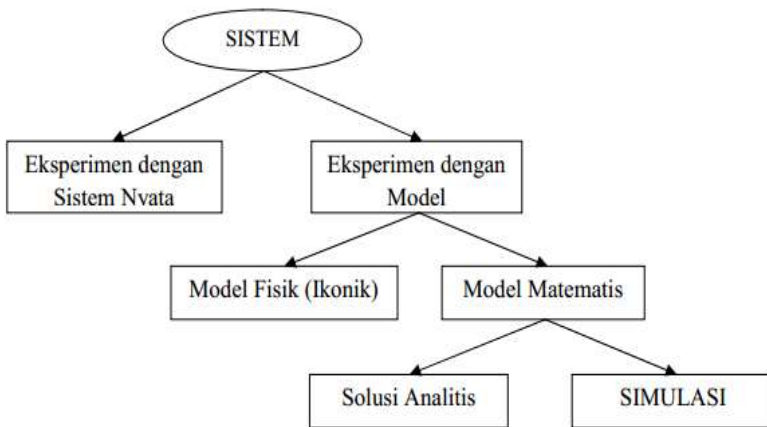 SISTEM
Eksperimen dengan
Sistem Nvata
Eksperimen dengan
Model
Model Fisik (Ikonik)
Model Matematis
Solusi Analitis
SIMULASI